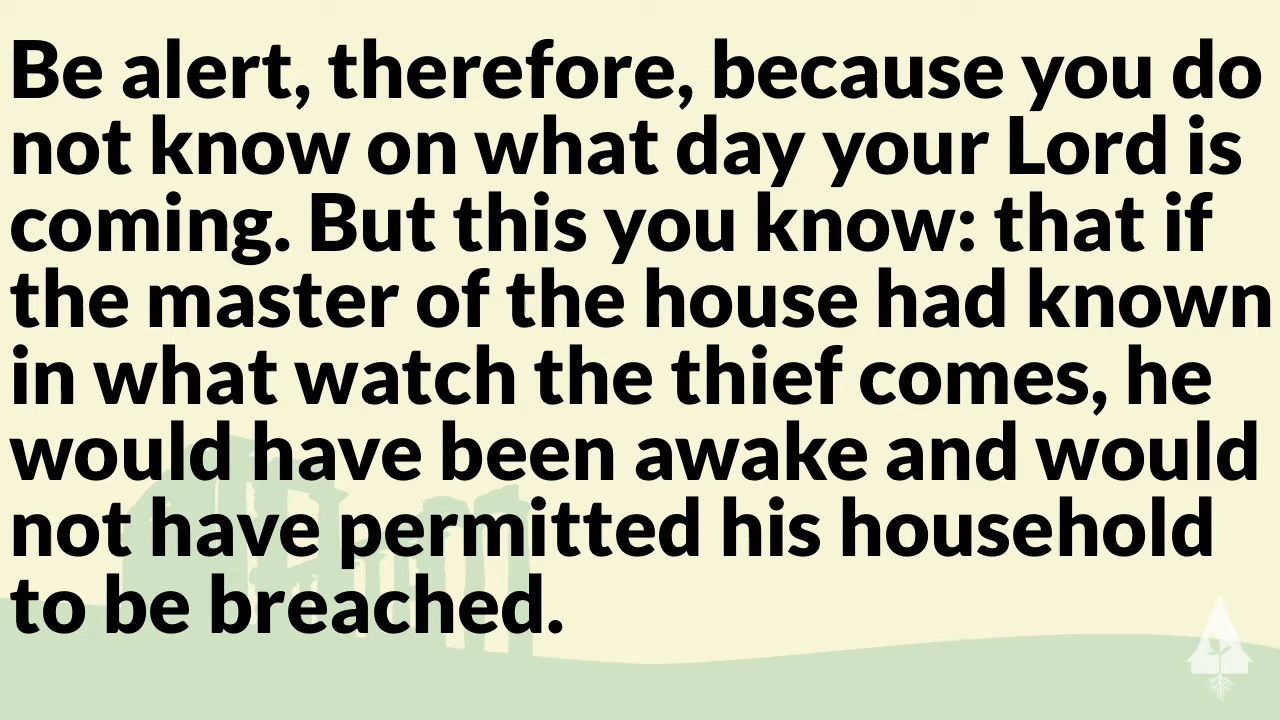 Be alert, therefore, because you do
not know on what day your Lord is
coming. But this you know: that if
the master of the house had known
in what watch the thief comes, he
would have been awake and would
not have permitted his household
to be breached.